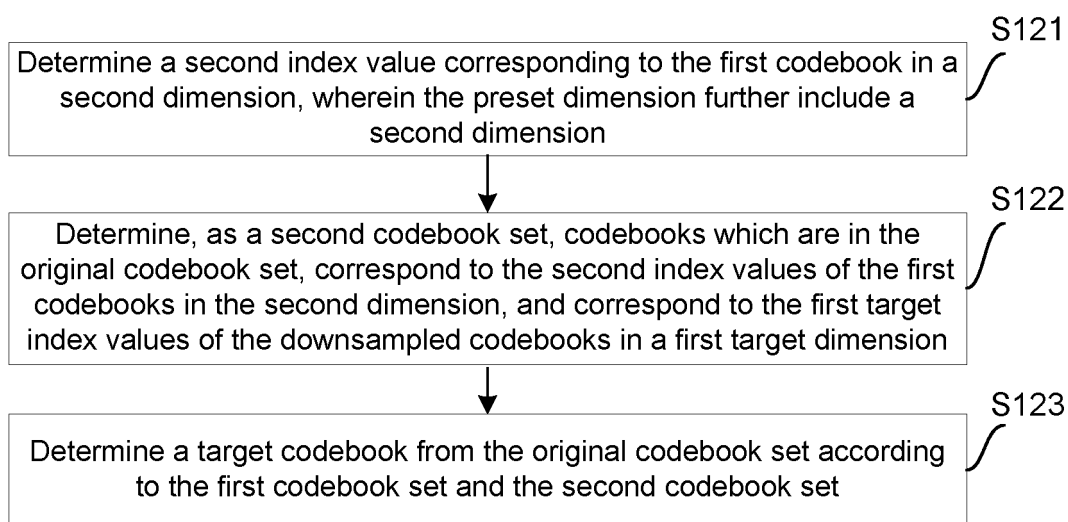 S121
Determine a second index value corresponding to the first codebook in a
second dimension, wherein the preset dimension further include a
second dimension
S122
Determine, as a second codebook set, codebooks which are in the
original codebook set, correspond to the second index values of the first
codebooks in the second dimension, and correspond to the first target
index values of the downsampled codebooks in a first target dimension
S123
Determine a target codebook from the original codebook set according
to the first codebook set and the second codebook set